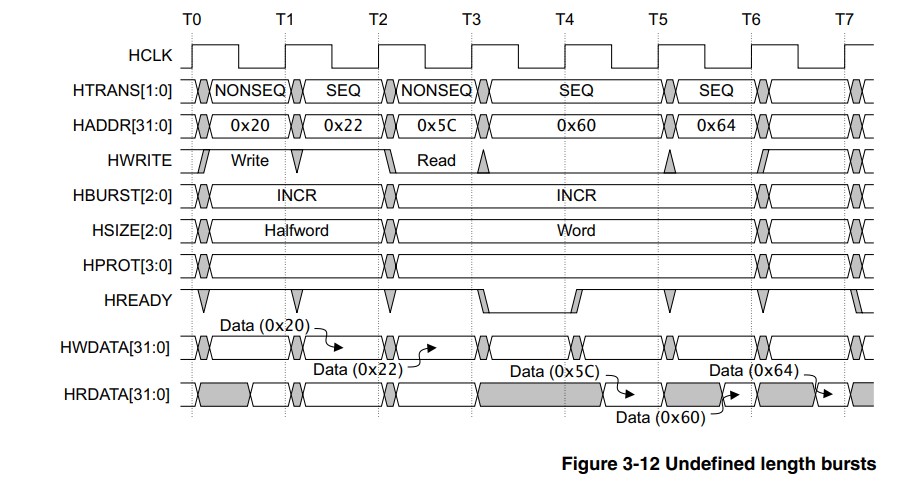 T0 T1 T2 T3 T4 T5 T6 T7
HCLK
HTRANS[1:0] NONSEQ SEQ NONSEQ SEQ SEQ
HADDR[31:0] 0x20 0x22 0x5C 0x60 0x64
HWRITE Write Read
HBURST[2:0] INCR INCR
HSIZE[2:0] Halfword Word
HPROT[3:0]
HREADY
Data (0x20)
HWDATA[31:0]
Data (0x22) Data (0x5C) Data (0x64)
HRDATA[31:0]
Data (0x60)
Figure 3-12 Undefined length bursts